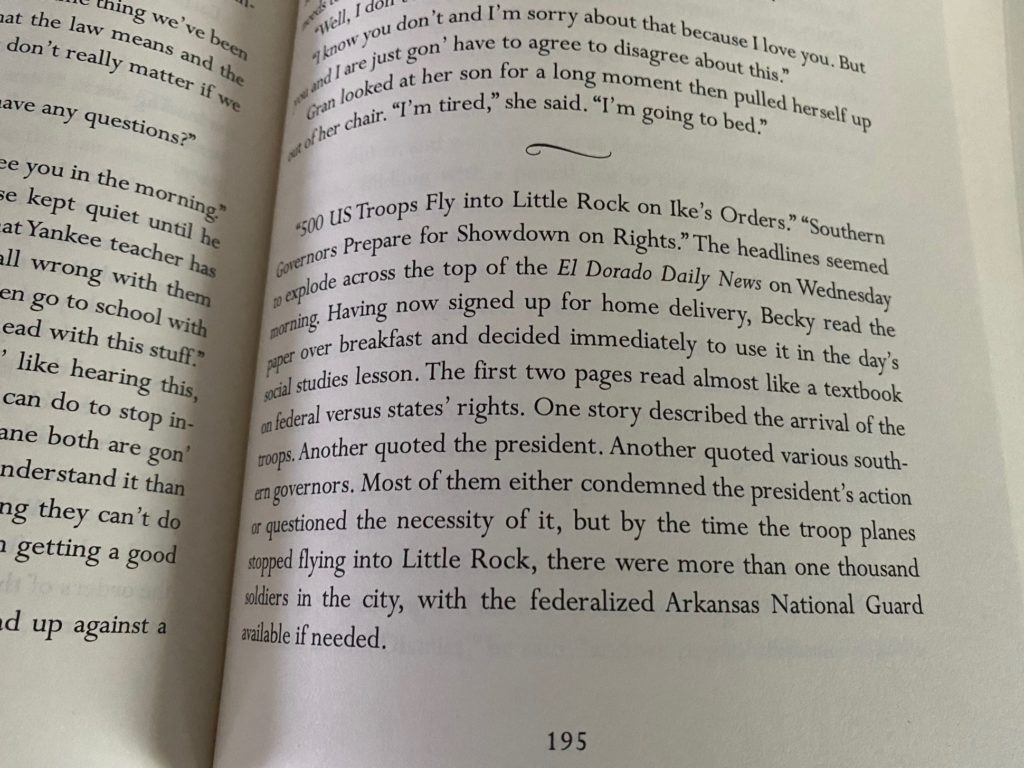 thing we've been
at the law means and the
don't really matter if we
have any questions?"
ee you in the morning."
se kept quiet until he
at Yankee teacher has
all wrong with them
en go to school with
ead with this stuff."
' like hearing this,
can do to stop in-
ane both are gon'
nderstand it than
ng they can't do
n getting a good
d up against a
"Well, I don't
"I know you don't and I'm sorry about that because I love you. But
you and I are just gon' have to agree to disagree about this."
Gran looked at her son for a long moment then pulled herself up
out of her chair. "I'm tired," she said. "I'm going to bed."
"500 US Troops Fly into Little Rock on Ike's Orders." "Southern
Governors Prepare for Showdown on Rights." The headlines seemed
to explode across the top of the El Dorado Daily News on Wednesday
morning. Having now signed up for home delivery, Becky read the
paper over breakfast and decided immediately to use it in the day's
social studies lesson. The first two pages read almost like a textbook
on federal versus states' rights. One story described the arrival of the
troops. Another quoted the president. Another quoted various south-
ern governors. Most of them either condemned the president's action
or questioned the necessity of it, but by the time the troop planes
stopped flying into Little Rock, there were more than one thousand
soldiers in the city, with the federalized Arkansas National Guard
available if needed.
195